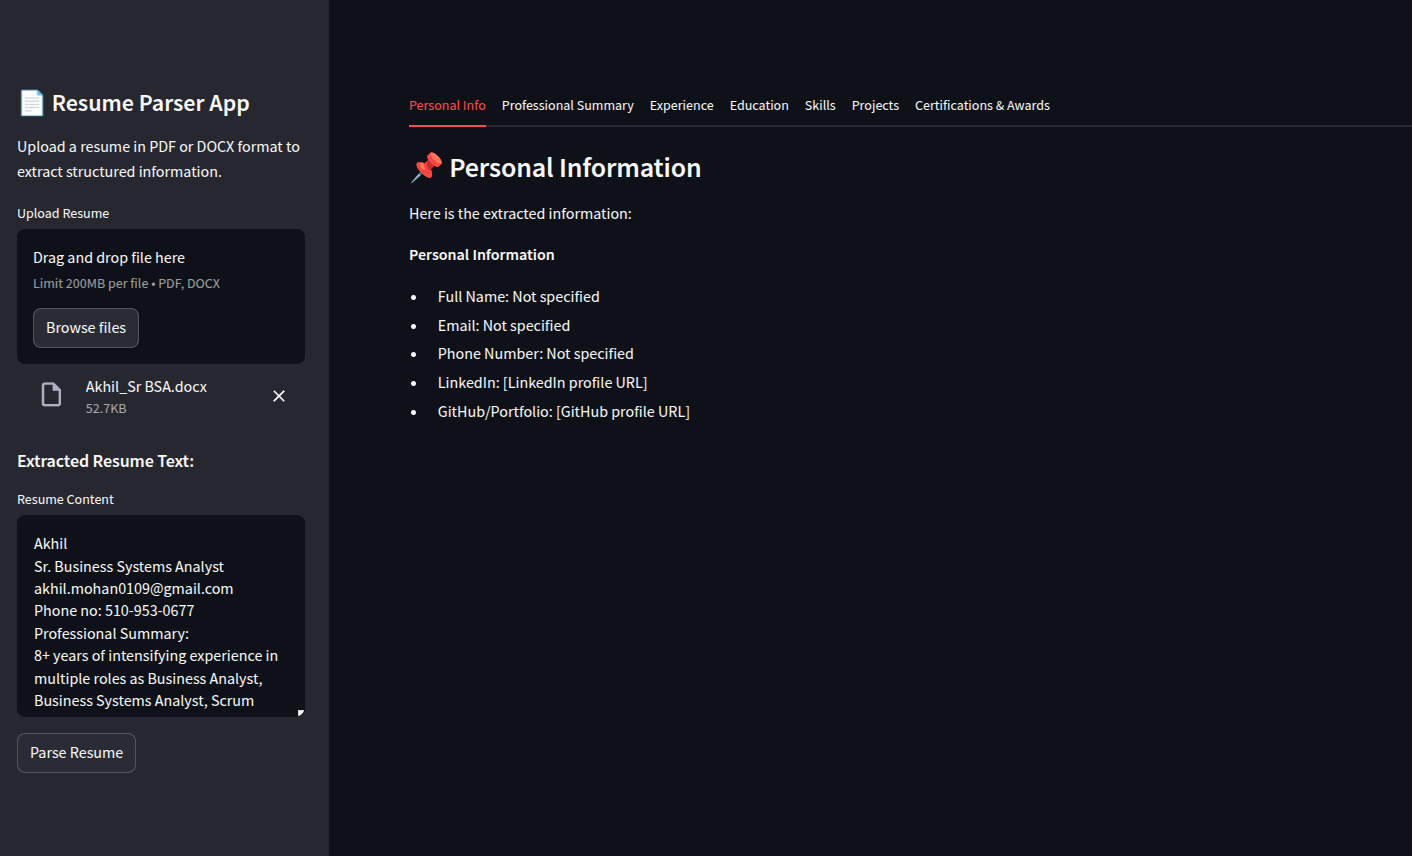 📄 Resume Parser App
Upload a resume in PDF or DOCX format to
extract structured information.
Upload Resume
Drag and drop file here
Limit 200MB per file • PDF, DOCX
Browse files
Akhil_Sr BSA.docx
52.7KB
Extracted Resume Text:
Resume Content
Akhil
Sr. Business Systems Analyst
akhil.mohan0109@gmail.com
Phone no: 510-953-0677
Professional Summary:
8+ years of intensifying experience in
multiple roles as Business Analyst,
Business Systems Analyst, Scrum
Parse Resume
Personal Info Professional Summary Experience Education Skills Projects Certifications & Awards
📌 Personal Information
Here is the extracted information:
Personal Information
• Full Name: Not specified
• Email: Not specified
• Phone Number: Not specified
• LinkedIn: [LinkedIn profile URL]
• GitHub/Portfolio: [GitHub profile URL]